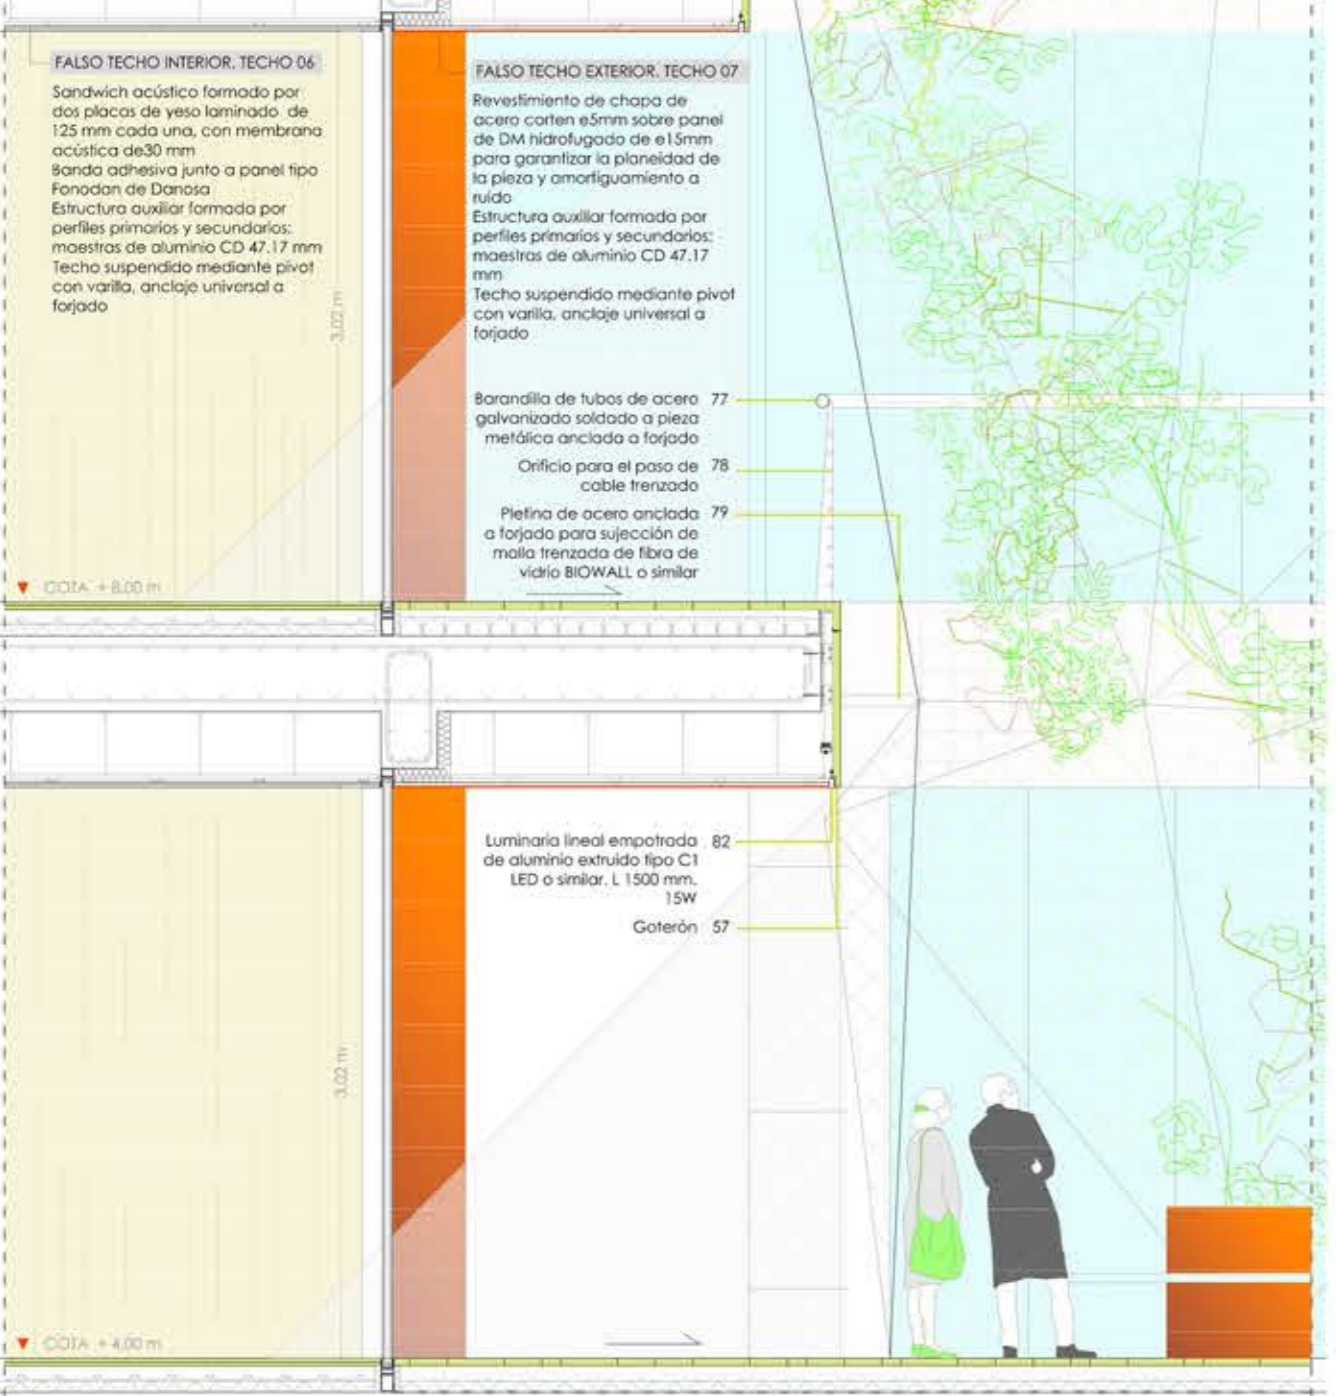 FALSO TECHO INTERIOR. TECHO 06
Sandwich acústico formado por
dos placas de yeso laminado de
125 mm cada una, con membrana
acústica de30 mm
Banda adhesiva junto a panel tipo
Fonodan de Danosa
Estructura auxiliar formada por
perfiles primarios y secundarios:
maestras de aluminio CD 47.17 mm
Techo suspendido mediante pivot
con varilla, anclaje universal a
forjado
3,02 m
COTA + 8,00 m
FALSO TECHO EXTERIOR. TECHO 07
Revestimiento de chapa de
acero corten e5mm sobre panel
de DM hidrofugado de e15mm
para garantizar la planeidad de
la pieza y amortiguamiento a
ruido
Estructura auxiliar formada por
perfiles primarios y secundarios:
maestras de aluminio CD 47.17
mm
Techo suspendido mediante pivot
con varilla, anclaje universal a
forjado
Barandilla de tubos de acero 77
galvanizado soldado a pieza
metálica anclada a forjado
Orificio para el paso de 78
cable trenzado
Pletina de acero anclada 79
a forjado para sujección de
malla trenzada de fibra de
vidrio BIOWALL o similar
Luminaria lineal empotrada 82
de aluminio extruido tipo C1
LED o similar. L 1500 mm.
15W
Goterón 57
3,02 m
COTA + 4,00 m